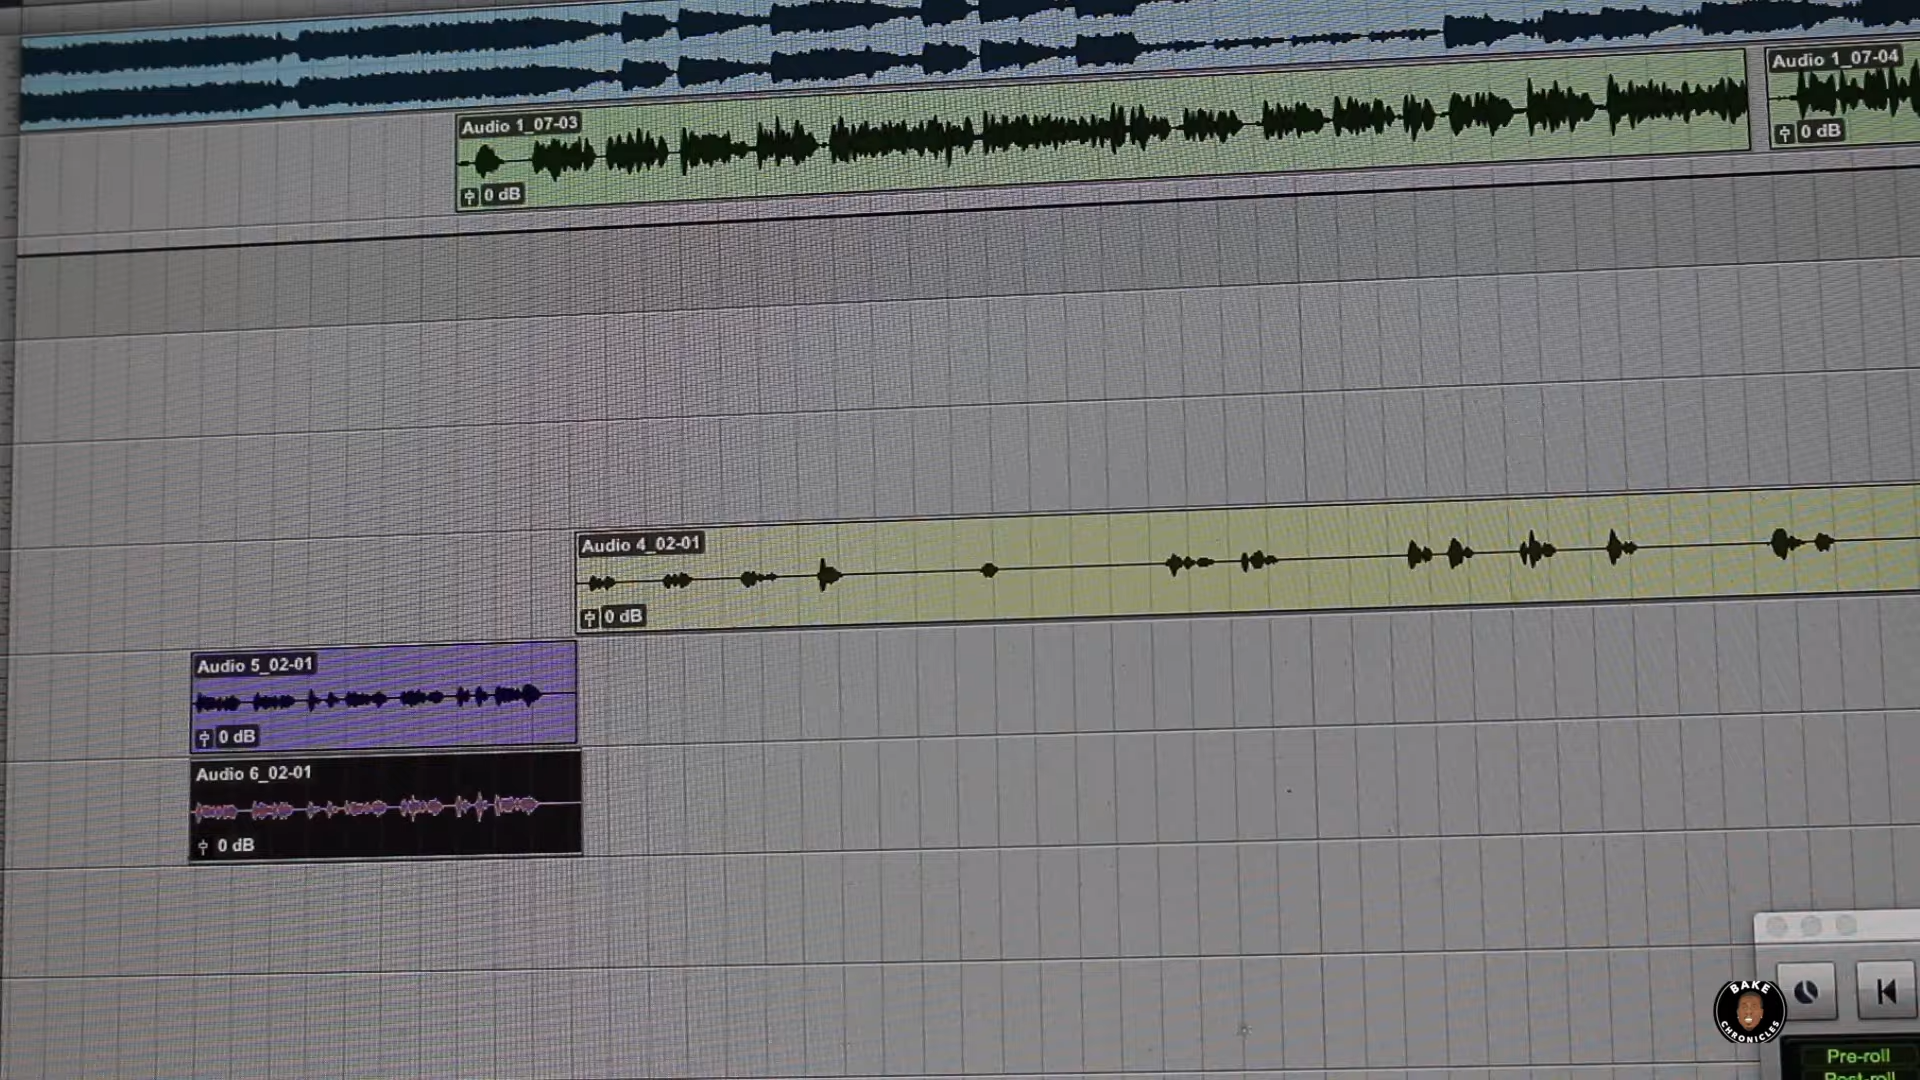 Audio 1_07-04
0 dB
Audio 1_07-03
0 dB
Audio 4_02-01
0 dB
Audio 5_02-01
0 dB
Audio 6_02-01
0 dB
BAKE
CHRONICLES
Pre-roll
Post-roll